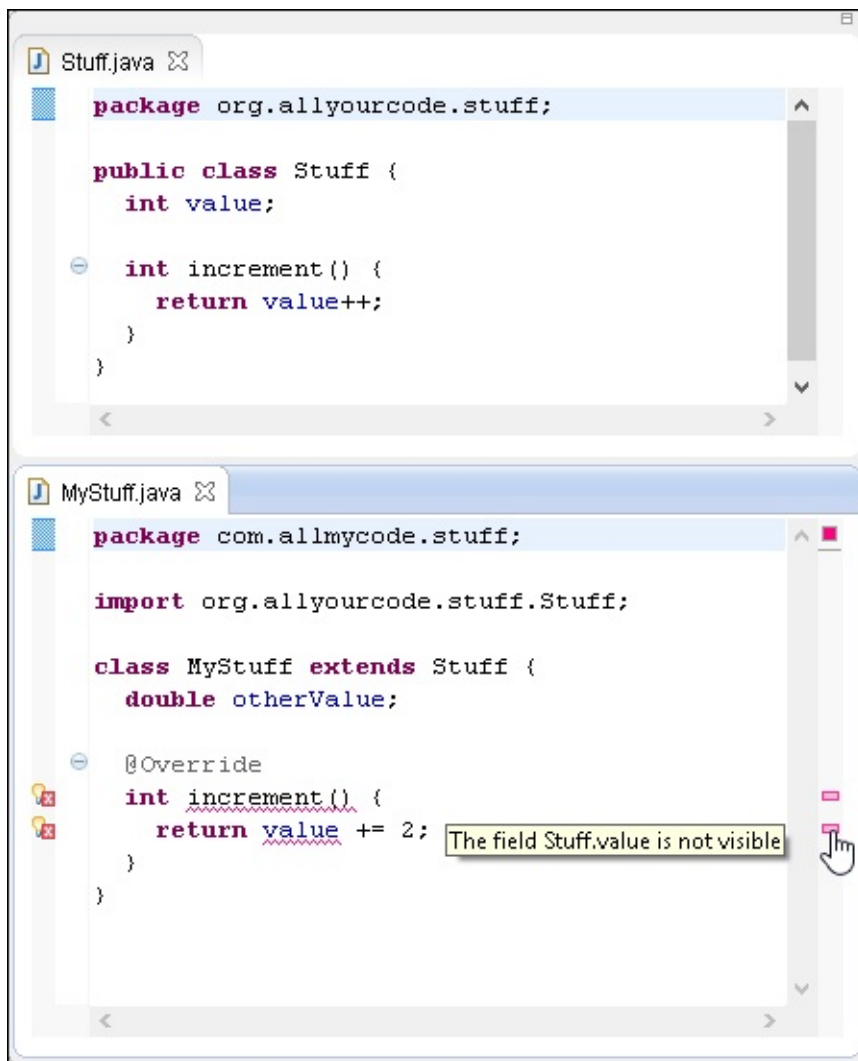 Stuff.java
package org.allyourcode.stuff;
public class Stuff {
int value;
int increment() {
return value++;
}
}
MyStuff.java
package com.allmycode.stuff;
import org.allyourcode.stuff.Stuff;
class MyStuff extends Stuff {
double otherValue;
@Override
int increment() {
return value += 2;
The field Stuff.value is not visible
}
}